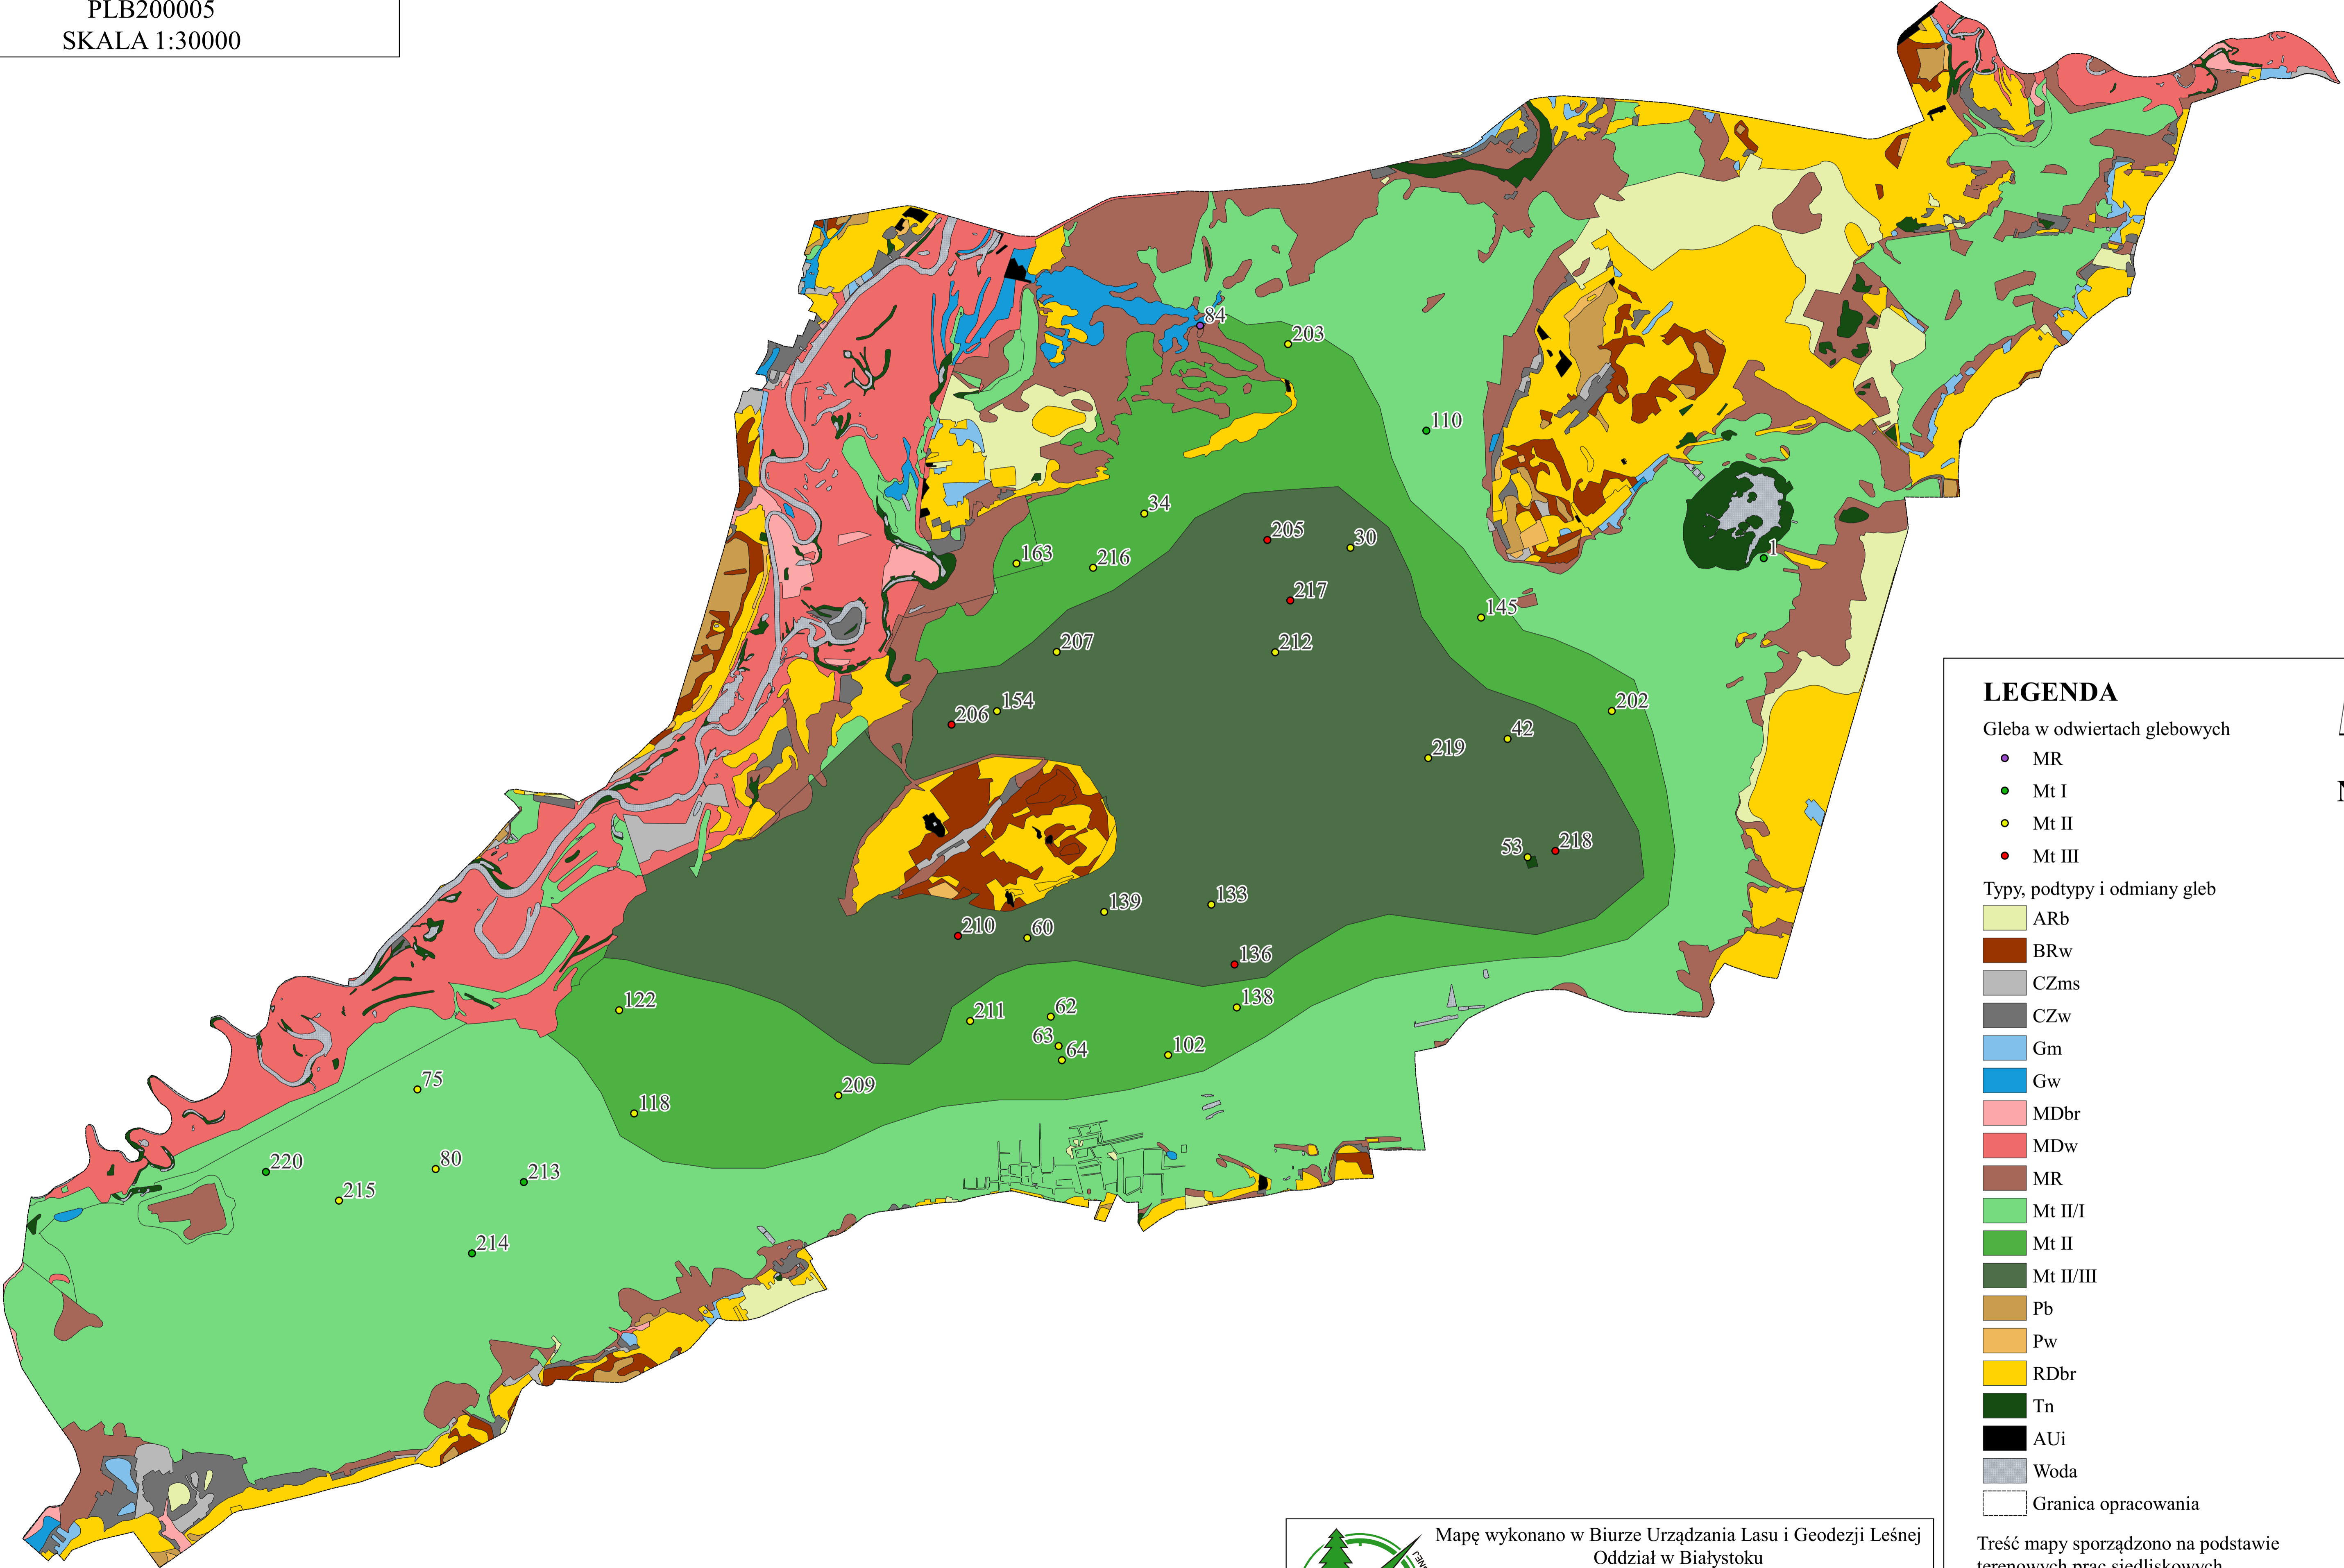 PLB200005
SKALA 1:30000
84
203
110
34
205
30
163
216
1
217
145
207
212
154
206
202
42
219
53
218
139
133
210
60
136
122
211
62
138
63
64
102
75
209
118
220
80
213
215
214
LEGENDA
Gleba w odwiertach glebowych
MR
Mt I
Mt II
Mt III
Typy, podtypy i odmiany gleb
ARb
BRw
CZms
CZw
Gm
Gw
MDbr
MDw
MR
Mt II/I
Mt II
Mt II/III
Pb
Pw
RDbr
Tn
AUi
Woda
Granica opracowania
Treść mapy sporządzono na podstawie
terenowych prac siedliskowych
Mapę wykonano w Biurze Urządzania Lasu i Geodezji Leśnej
Oddział w Białymstoku